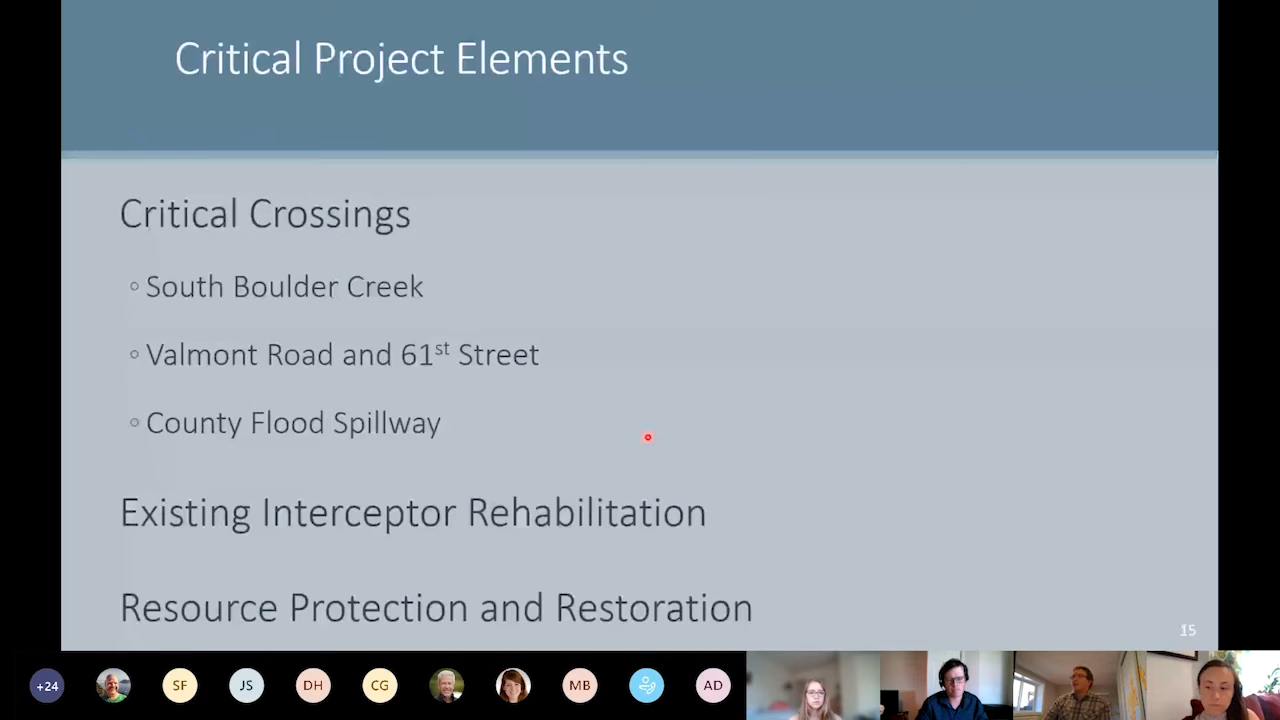 Critical Project Elements
Critical Crossings
◦ South Boulder Creek
◦ Valmont Road and 61st Street
◦ County Flood Spillway
Existing Interceptor Rehabilitation
Resource Protection and Restoration
15
+24 SF JS DH CG MB AD